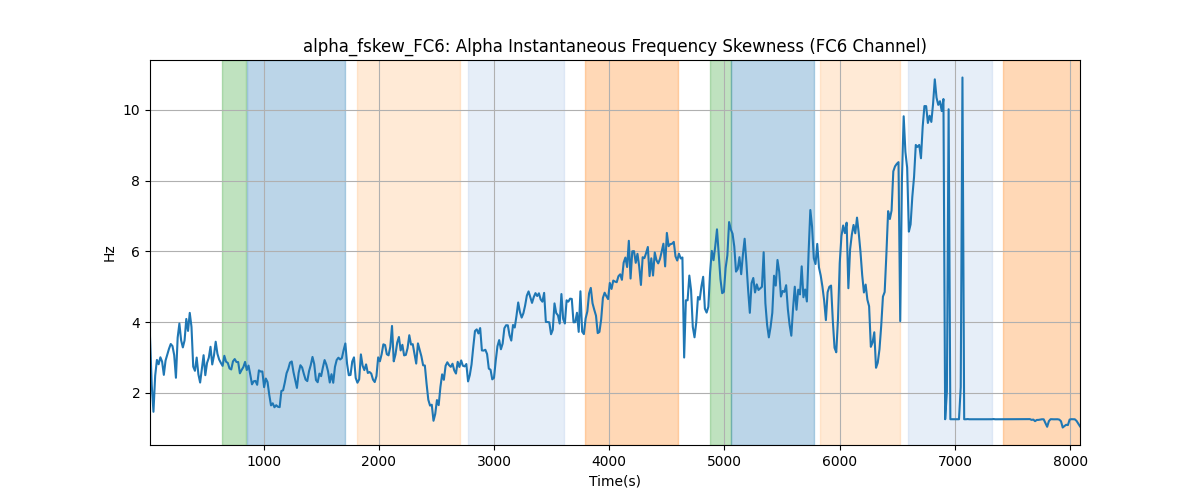 alpha_fskew_FC6: Alpha Instantaneous Frequency Skewness (FC6 Channel)
Hz
10
8
6
4
2
1000 2000 3000 4000 5000 6000 7000 8000
Time(s)